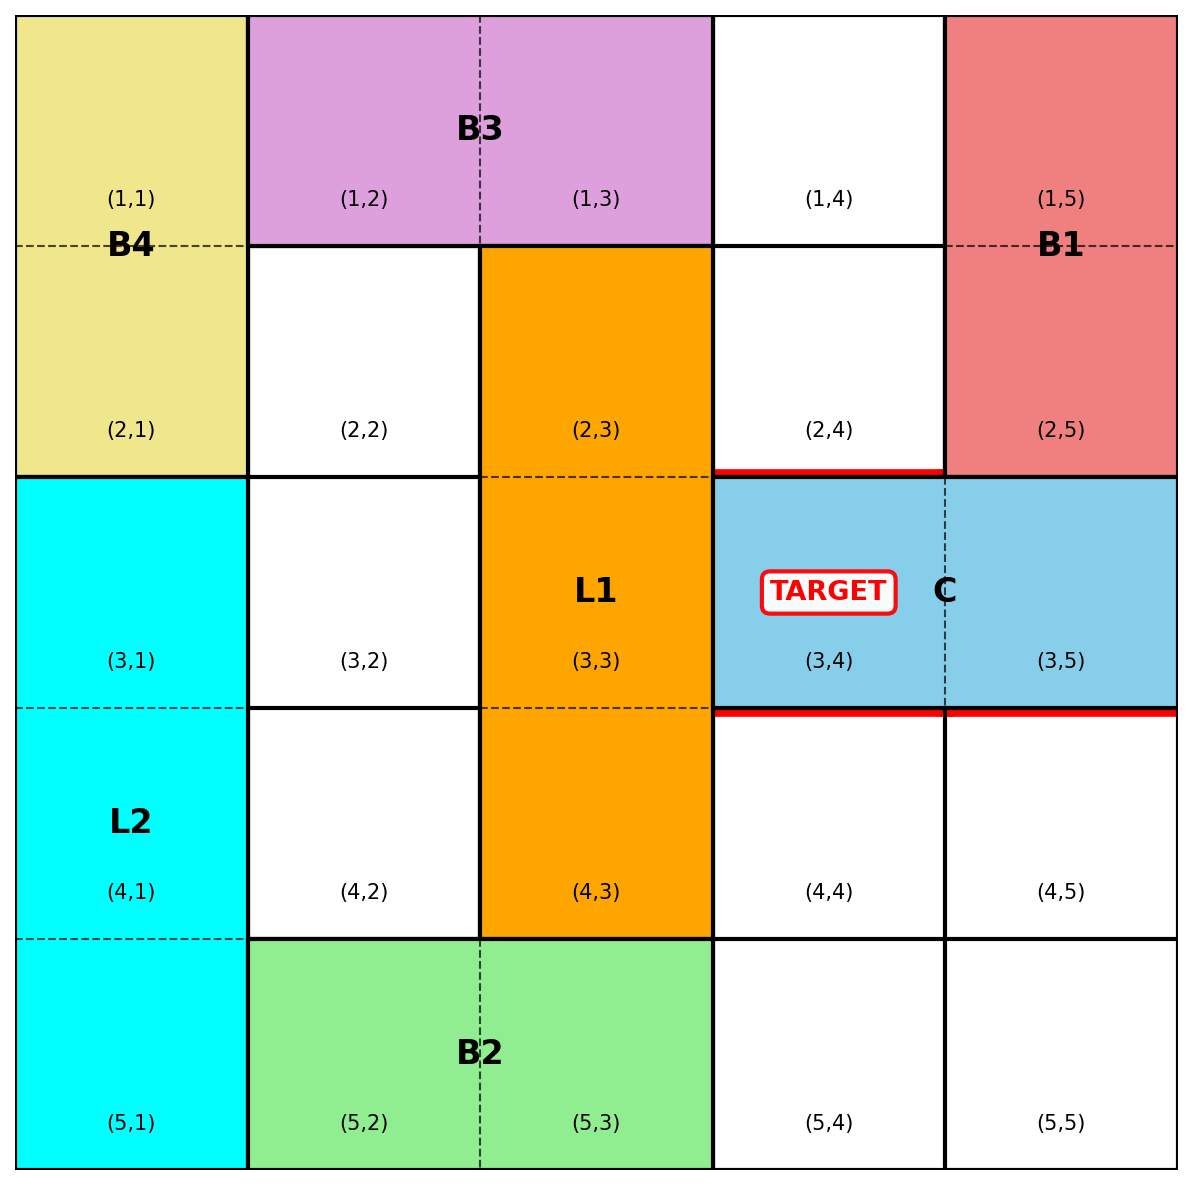 B3
(1,1) (1,2) (1,3) (1,4) (1,5)
B4 B1
(2,1) (2,2) (2,3) (2,4) (2,5)
L1 TARGET C
(3,1) (3,2) (3,3) (3,4) (3,5)
L2
(4,1) (4,2) (4,3) (4,4) (4,5)
B2
(5,1) (5,2) (5,3) (5,4) (5,5)